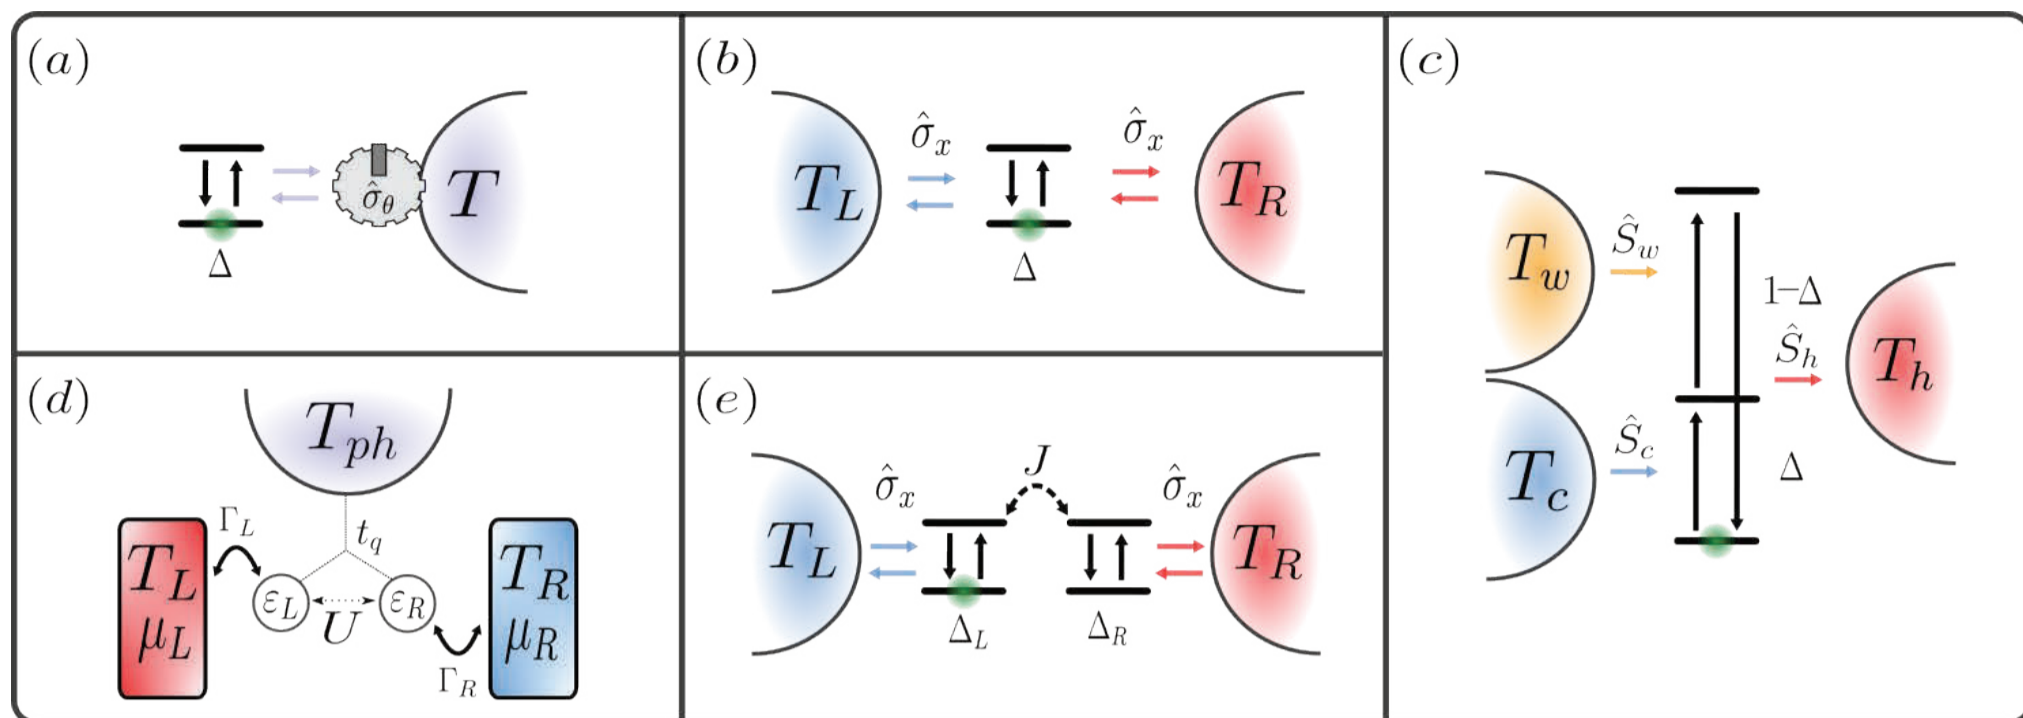 (a)
σ̂_θ
T
Δ
(b)
σ̂_x
σ̂_x
T_L
T_R
Δ
(c)
T_w
Ŝ_w
1−Δ
Ŝ_h
T_h
Ŝ_c
T_c
Δ
(d)
T_ph
Γ_L
t_q
T_L
μ_L
ε_L
U
ε_R
T_R
μ_R
Γ_R
(e)
J
σ̂_x
σ̂_x
T_L
T_R
Δ_L
Δ_R